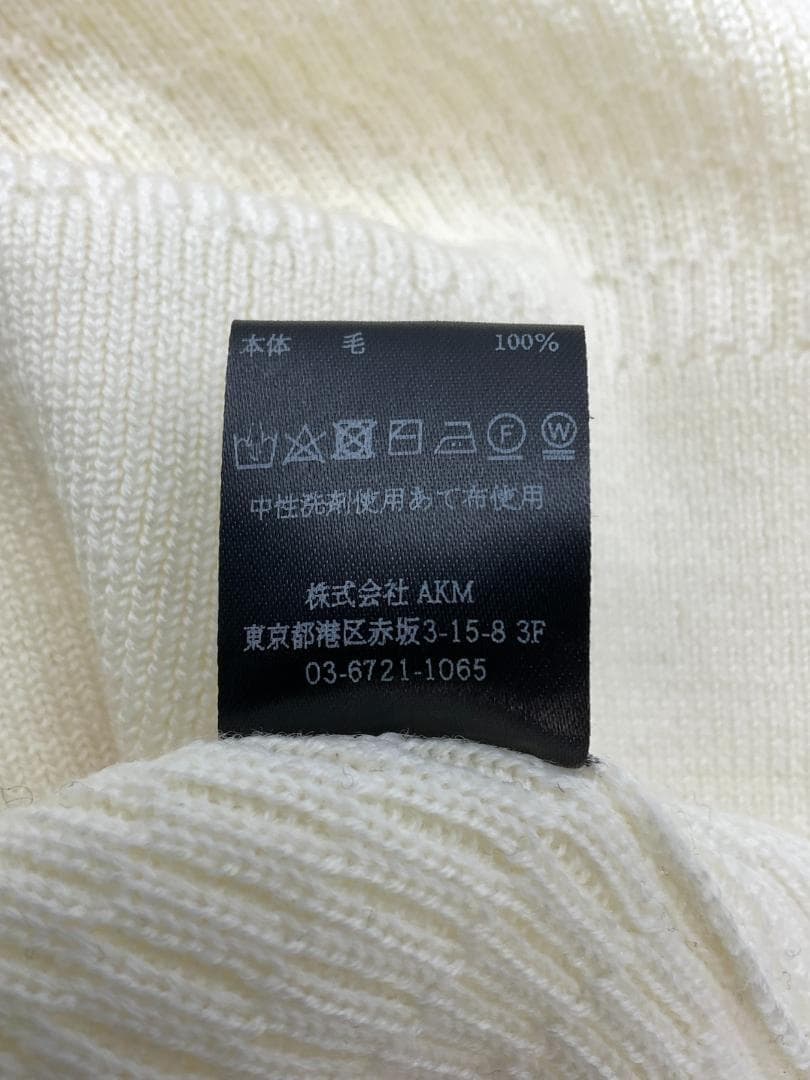 本体 毛 100%
F W
中性洗剤使用あて布使用
株式会社 AKM
東京都港区赤坂3-15-8 3F
03-6721-1065